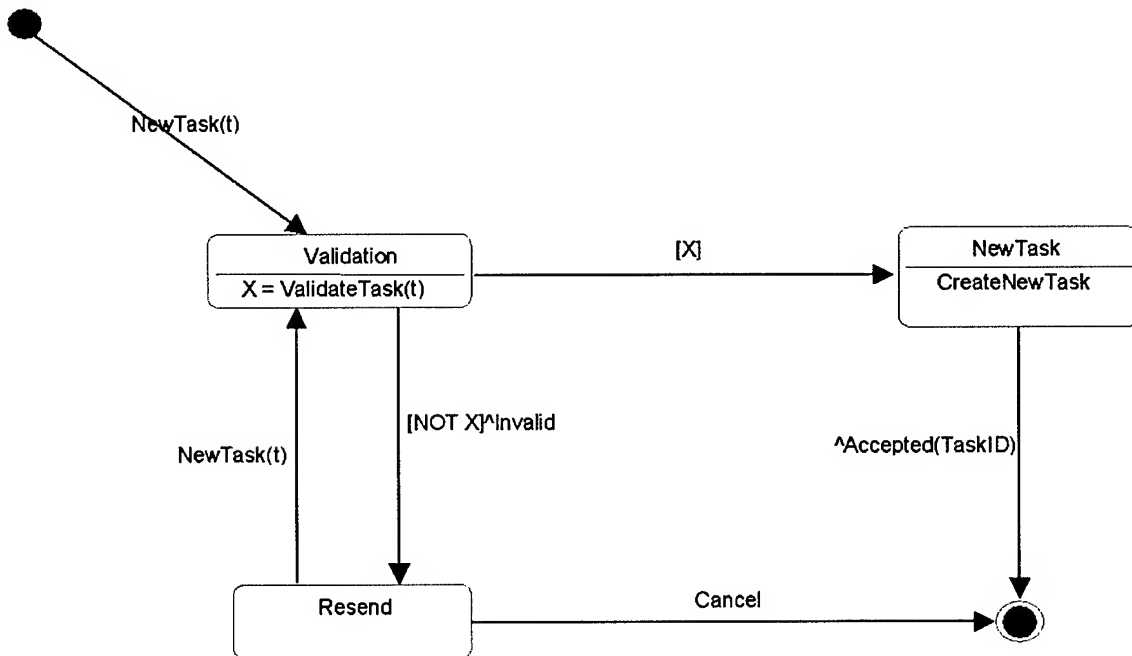 NewTask(t)
Validation
X = ValidateTask(t)
[X]
NewTask
CreateNewTask
[NOT X]^Invalid
NewTask(t)
^Accepted(TaskID)
Resend
Cancel